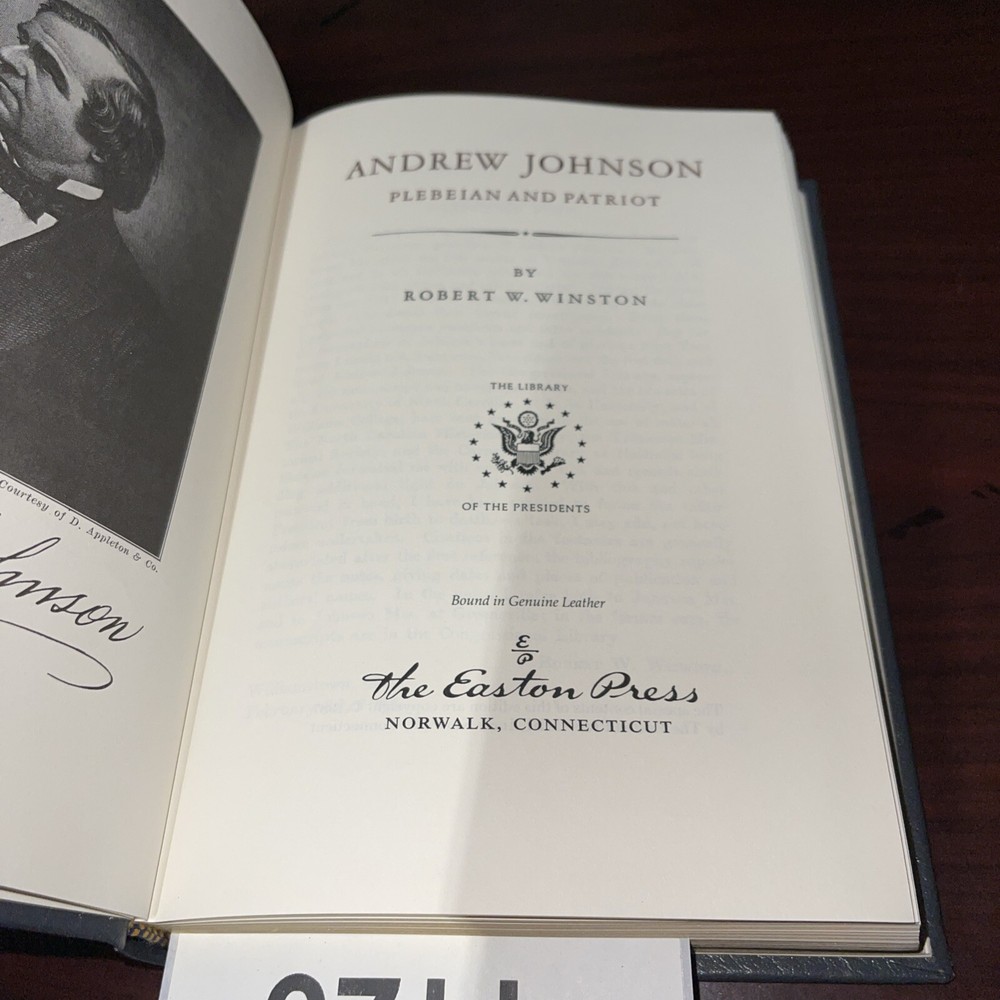 Courtesy of D. Appleton & Co.
hnson
ANDREW JOHNSON
PLEBEIAN AND PATRIOT
BY
ROBERT W. WINSTON
THE LIBRARY
OF THE PRESIDENTS
Bound in Genuine Leather
E
P
The Easton Press
NORWALK, CONNECTICUT